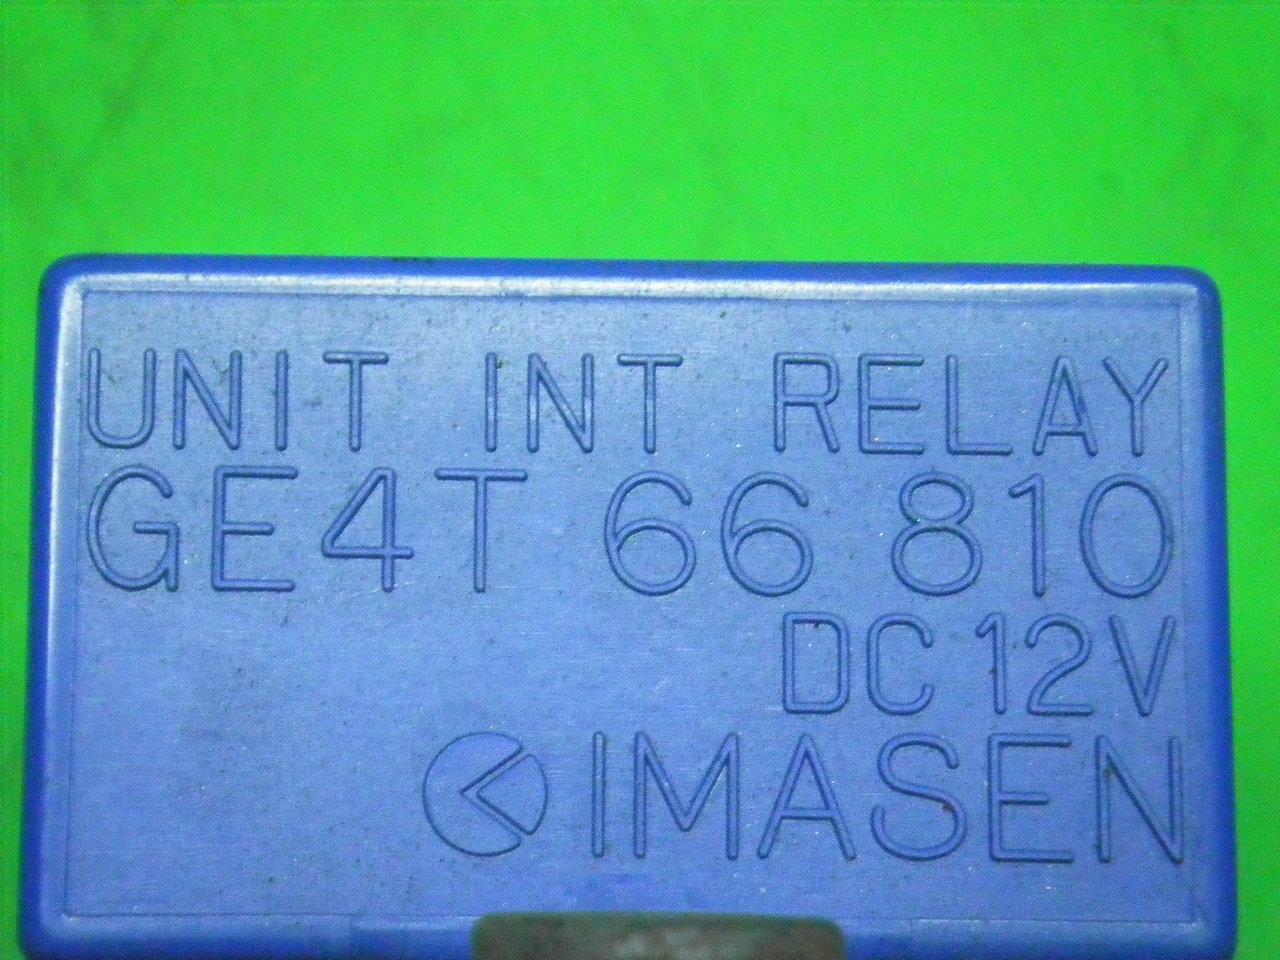 UNIT INT RELAY
GE4T 66 810
DC 12V
IMASEN